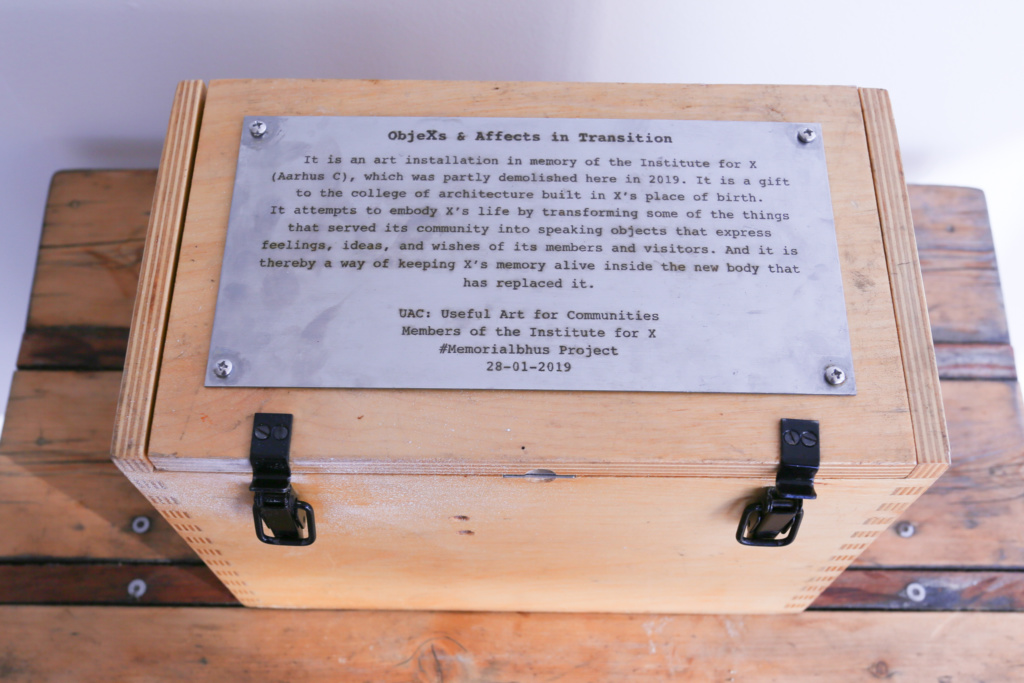 ObjeXs & Affects in Transition
It is an art installation in memory of the Institute for X
(Aarhus C), which was partly demolished here in 2019. It is a gift
to the college of architecture built in X's place of birth.
It attempts to embody X's life by transforming some of the things
that served its community into speaking objects that express
feelings, ideas, and wishes of its members and visitors. And it is
thereby a way of keeping X's memory alive inside the new body that
has replaced it.
UAC: Useful Art for Communities
Members of the Institute for X
#Memorialbhus Project
28-01-2019